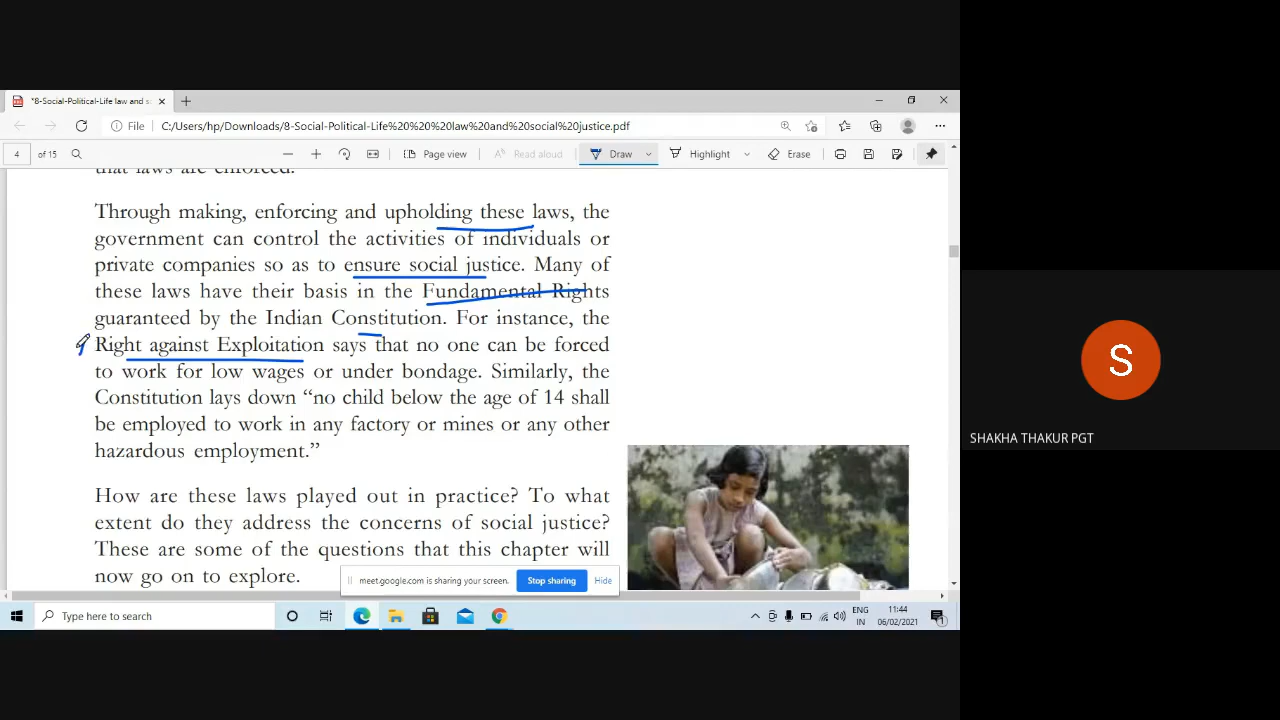 *8-Social-Political-Life law and s
File C:/Users/hp/Downloads/8-Social-Political-Life%20%20%20law%20and%20social%20justice.pdf
4 of 15 Page view Read aloud Draw Highlight Erase
that laws are enforced.
Through making, enforcing and upholding these laws, the
government can control the activities of individuals or
private companies so as to ensure social justice. Many of
these laws have their basis in the Fundamental Rights
guaranteed by the Indian Constitution. For instance, the
Right against Exploitation says that no one can be forced
to work for low wages or under bondage. Similarly, the
Constitution lays down “no child below the age of 14 shall
be employed to work in any factory or mines or any other
hazardous employment.”
How are these laws played out in practice? To what
extent do they address the concerns of social justice?
These are some of the questions that this chapter will
now go on to explore.
meet.google.com is sharing your screen. Stop sharing Hide
Type here to search
ENG
IN
11:44
06/02/2021
1
S
SHAKHA THAKUR PGT